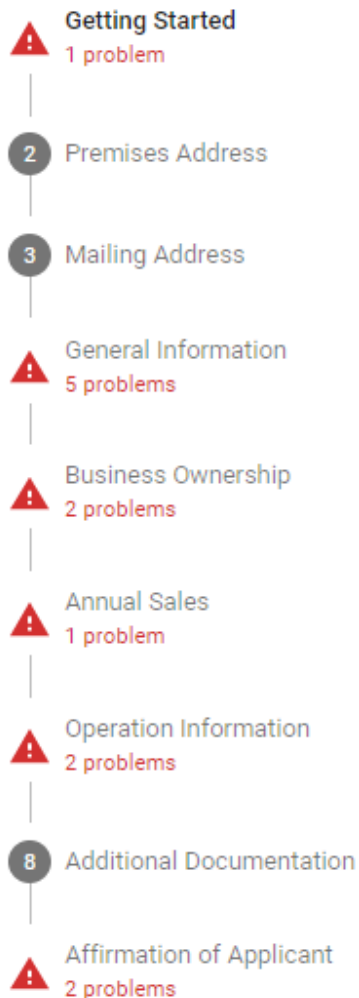 Getting Started
1 problem
2 Premises Address
3 Mailing Address
General Information
5 problems
Business Ownership
2 problems
Annual Sales
1 problem
Operation Information
2 problems
8 Additional Documentation
Affirmation of Applicant
2 problems